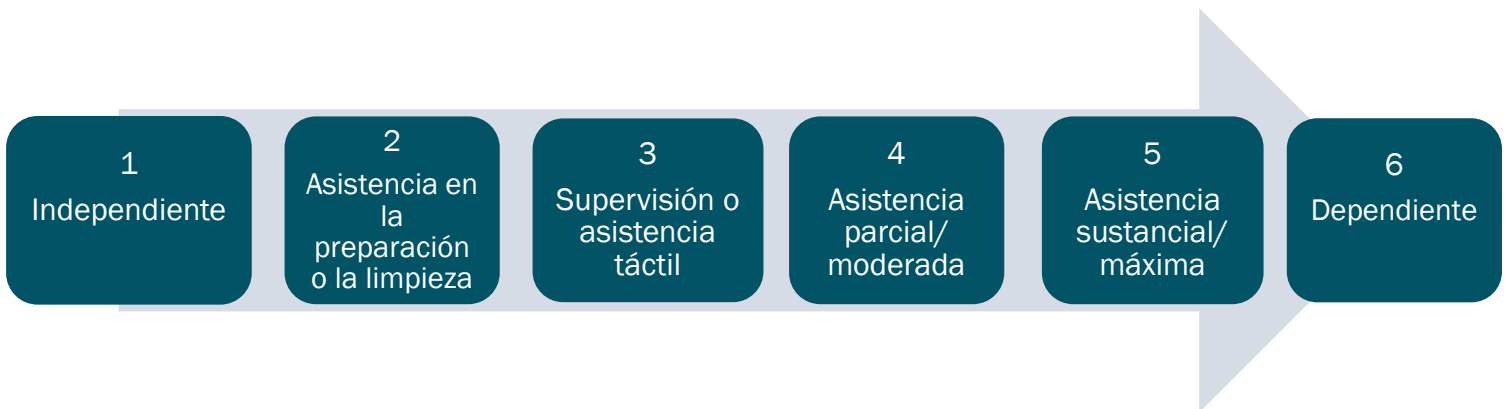 1
Independiente
2
Asistencia en
la
preparación
o la limpieza
3
Supervisión o
asistencia
táctil
4
Asistencia
parcial/
moderada
5
Asistencia
sustancial/
máxima
6
Dependiente